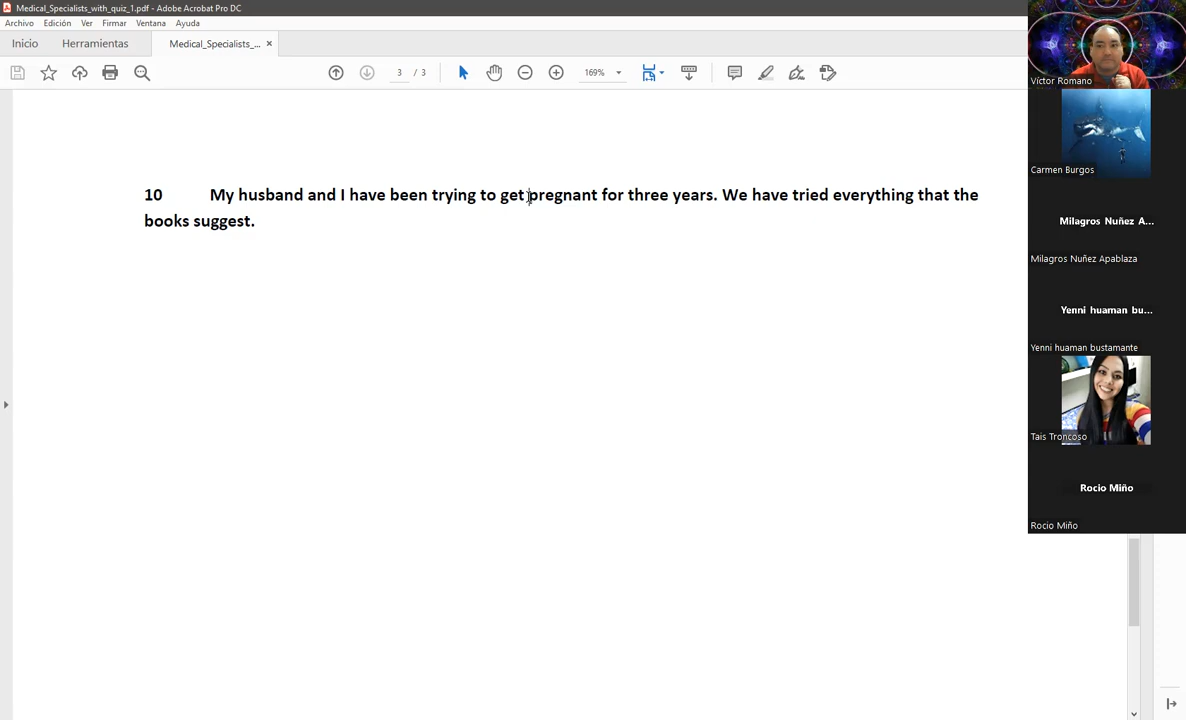 Medical_Specialists_with_quiz_1.pdf - Adobe Acrobat Pro DC
Archivo Edición Ver Firmar Ventana Ayuda
Inicio Herramientas Medical_Specialists_... ×
3 / 3 169%
10 My husband and I have been trying to get pregnant for three years. We have tried everything that the
books suggest.
Víctor Romano
Carmen Burgos
Milagros Nuñez A...
Milagros Nuñez Apablaza
Yenni huaman bu...
Yenni huaman bustamante
Tais Troncoso
Rocio Miño
Rocio Miño